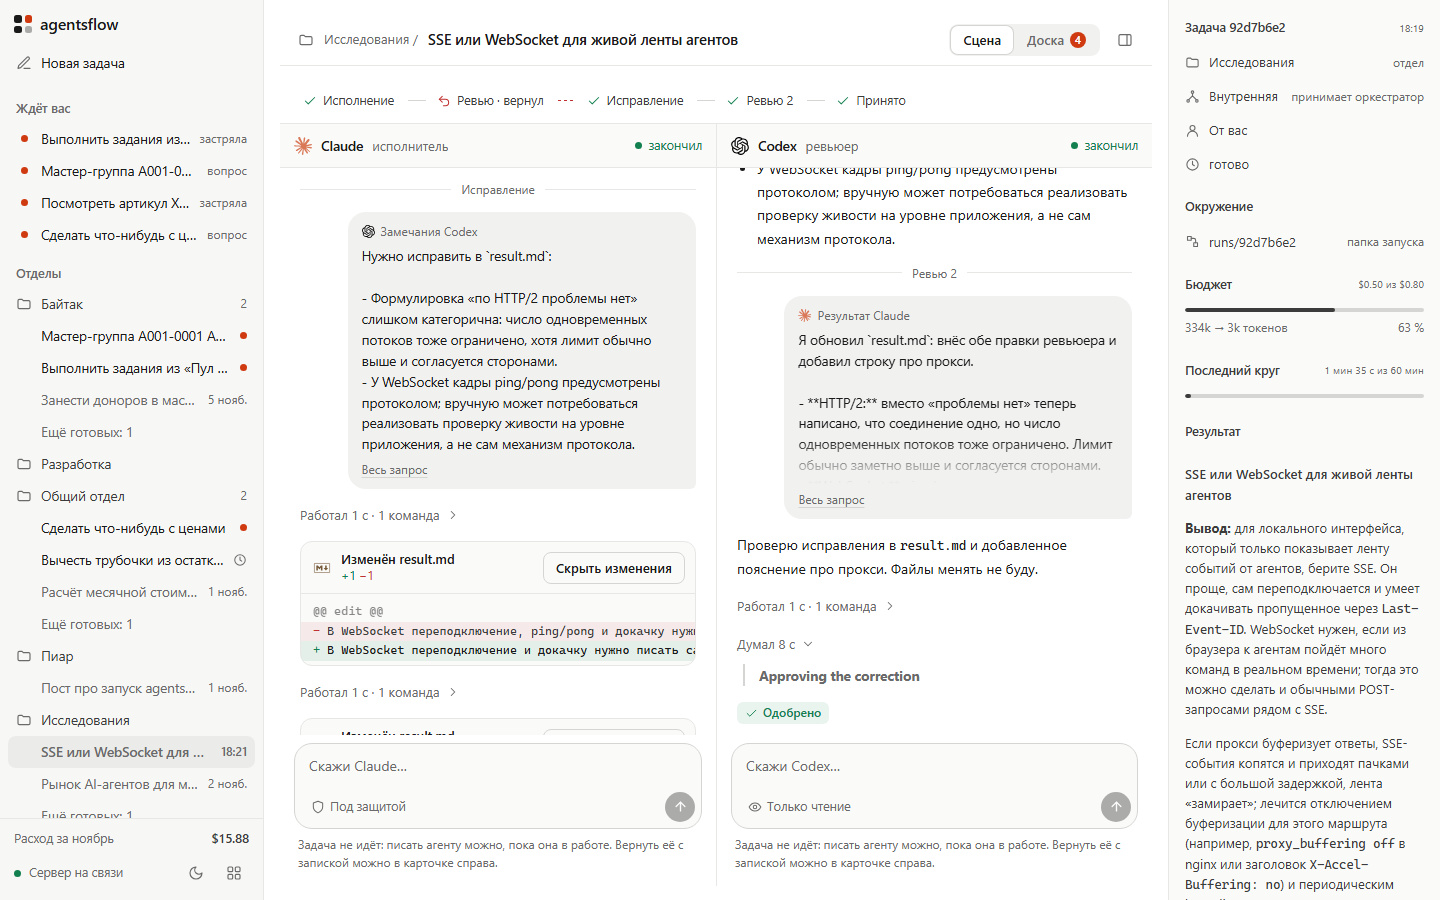 agentsflow
Новая задача
Ждёт вас
Выполнить задания из... застряла
Мастер-группа A001-0... вопрос
Посмотреть артикул X... застряла
Сделать что-нибудь с ц... вопрос
Отделы
Байтак 2
Мастер-группа A001-0001 A...
Выполнить задания из «Пул ...
Занести доноров в мас... 5 нояб.
Ещё готовых: 1
Разработка
Общий отдел 2
Сделать что-нибудь с ценами
Вычесть трубочки из остатк...
Расчёт месячной стоим... 1 нояб.
Ещё готовых: 1
Пиар
Пост про запуск agents... 1 нояб.
Исследования
SSE или WebSocket для ... 18:21
Рынок AI-агентов для м... 2 нояб.
Ещё готовых: 1
Расход за ноябрь $15.88
Сервер на связи
Исследования / SSE или WebSocket для живой ленты агентов
Сцена Доска 4
Исполнение Ревью · вернул Исправление Ревью 2 Принято
Claude исполнитель закончил
Исправление
Замечания Codex
Нужно исправить в `result.md`:
- Формулировка «по HTTP/2 проблемы нет»
слишком категорична: число одновременных
потоков тоже ограничено, хотя лимит обычно
выше и согласуется сторонами.
- У WebSocket кадры ping/pong предусмотрены
протоколом; вручную может потребоваться
реализовать проверку живости на уровне
приложения, а не сам механизм протокола.
Весь запрос
Работал 1 с · 1 команда
Изменён result.md
+1 −1
Скрыть изменения
@@ edit @@
− В WebSocket переподключение, ping/pong и докачку нужн
+ В WebSocket переподключение и докачку нужно писать са
Работал 1 с · 1 команда
Изменён result.md
Скажи Claude...
Под защитой
Задача не идёт: писать агенту можно, пока она в работе. Вернуть её с
запиской можно в карточке справа.
Codex ревьюер закончил
У WebSocket кадры ping/pong предусмотрены
протоколом; вручную может потребоваться реализовать
проверку живости на уровне приложения, а не сам
механизм протокола.
Ревью 2
Результат Claude
Я обновил `result.md`: внёс обе правки ревьюера и
добавил строку про прокси.
- **HTTP/2:** вместо «проблемы нет» теперь
написано, что соединение одно, но число
одновременных потоков тоже ограничено. Лимит
обычно заметно выше и согласуется сторонами.
Весь запрос
Проверю исправления в result.md и добавленное
пояснение про прокси. Файлы менять не буду.
Работал 1 с · 1 команда
Думал 8 с
Approving the correction
Одобрено
Скажи Codex...
Только чтение
Задача не идёт: писать агенту можно, пока она в работе. Вернуть её с
запиской можно в карточке справа.
Задача 92d7b6e2 18:19
Исследования отдел
Внутренняя принимает оркестратор
От вас
готово
Окружение
runs/92d7b6e2 папка запуска
Бюджет $0.50 из $0.80
334k → 3k токенов 63 %
Последний круг 1 мин 35 с из 60 мин
Результат
SSE или WebSocket для живой ленты
агентов
Вывод: для локального интерфейса,
который только показывает ленту
событий от агентов, берите SSE. Он
проще, сам переподключается и умеет
докачивать пропущенное через Last-
Event-ID. WebSocket нужен, если из
браузера к агентам пойдёт много
команд в реальном времени; тогда это
можно сделать и обычными POST-
запросами рядом с SSE.
Если прокси буферизует ответы, SSE-
события копятся и приходят пачками
или с большой задержкой, лента
«замирает»; лечится отключением
буферизации для этого маршрута
(например, proxy_buffering off в
nginx или заголовок X-Accel-
Buffering: no) и периодическим